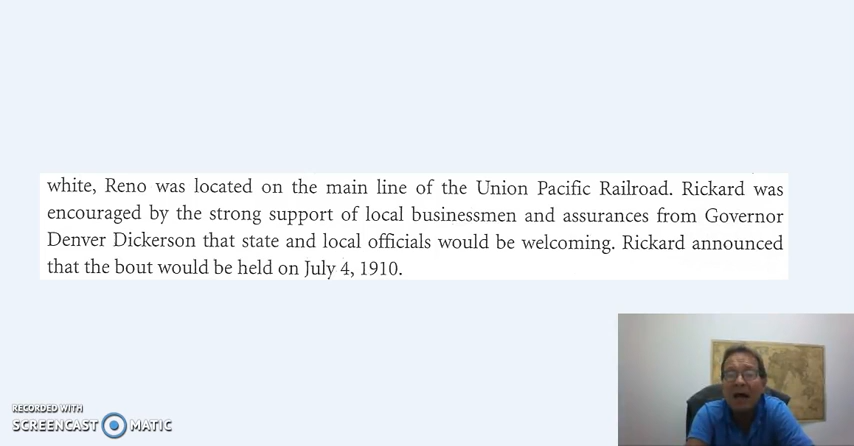 white, Reno was located on the main line of the Union Pacific Railroad. Rickard was
encouraged by the strong support of local businessmen and assurances from Governor
Denver Dickerson that state and local officials would be welcoming. Rickard announced
that the bout would be held on July 4, 1910.
RECORDED WITH
SCREENCAST MATIC